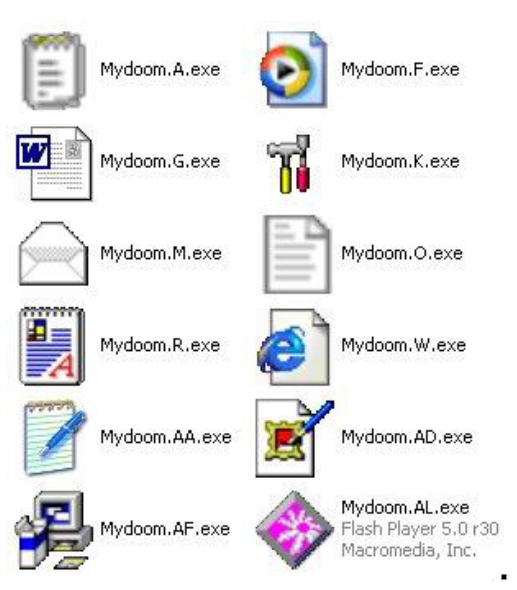 Mydoom.A.exe
Mydoom.F.exe
Mydoom.G.exe
Mydoom.K.exe
Mydoom.M.exe
Mydoom.O.exe
Mydoom.R.exe
Mydoom.W.exe
Mydoom.AA.exe
Mydoom.AD.exe
Mydoom.AF.exe
Mydoom.AL.exe
Flash Player 5.0 r30
Macromedia, Inc.